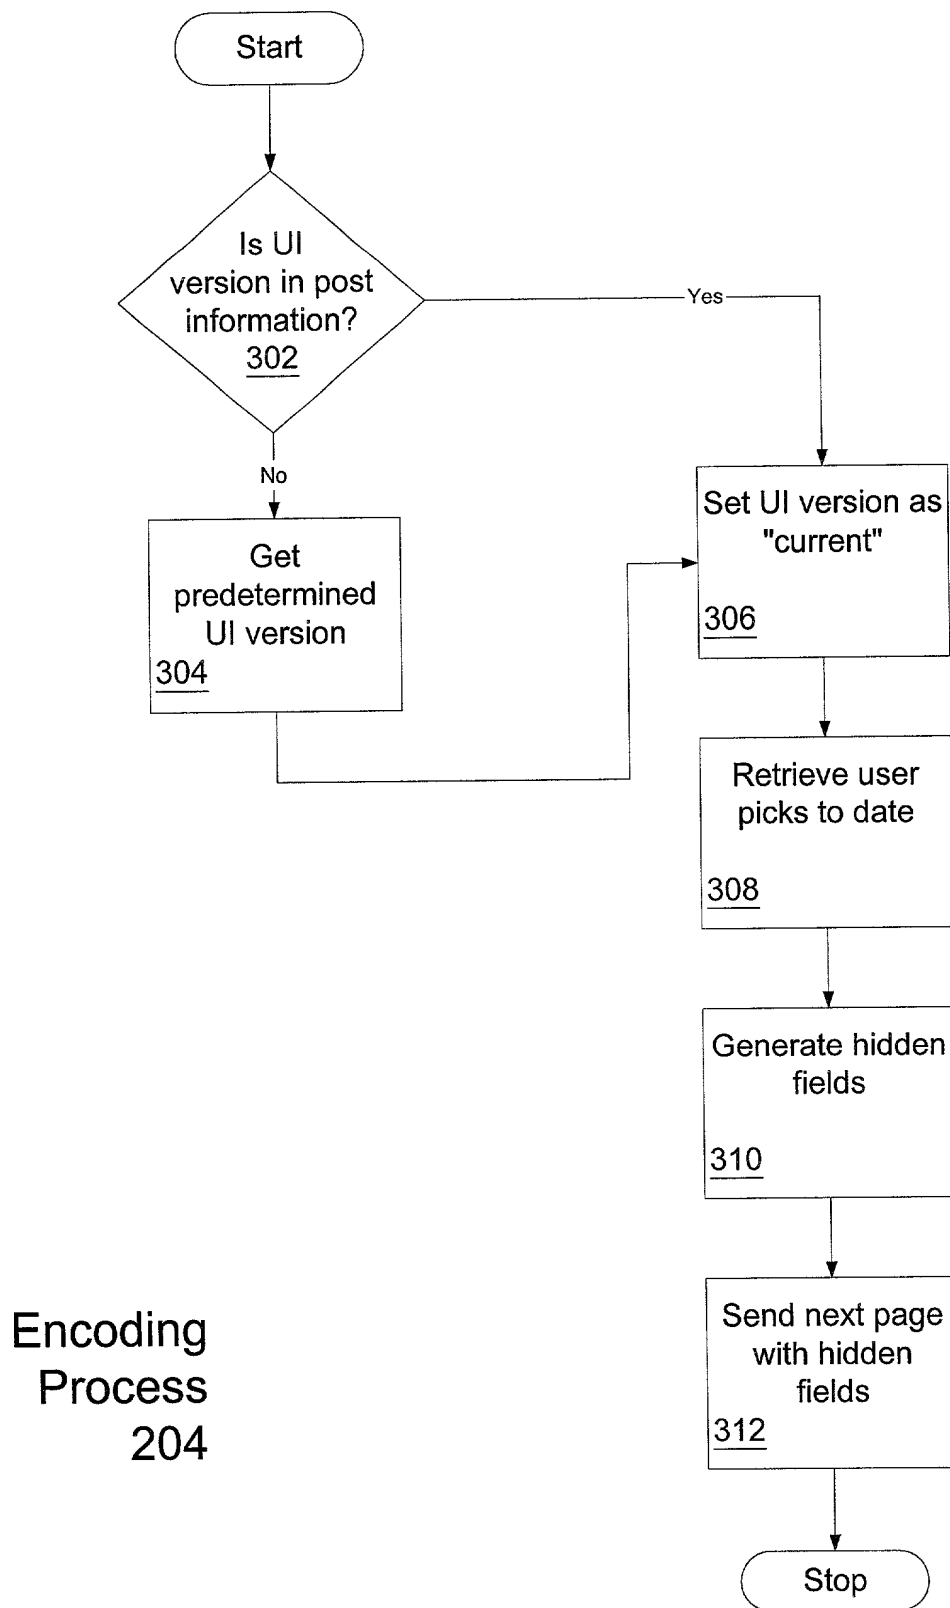 Start
Is UI
version in post
information?
302
Yes
No
Get
predetermined
UI version
304
Set UI version as
"current"
306
Retrieve user
picks to date
308
Generate hidden
fields
310
Send next page
with hidden
fields
312
Encoding
Process
204
Stop